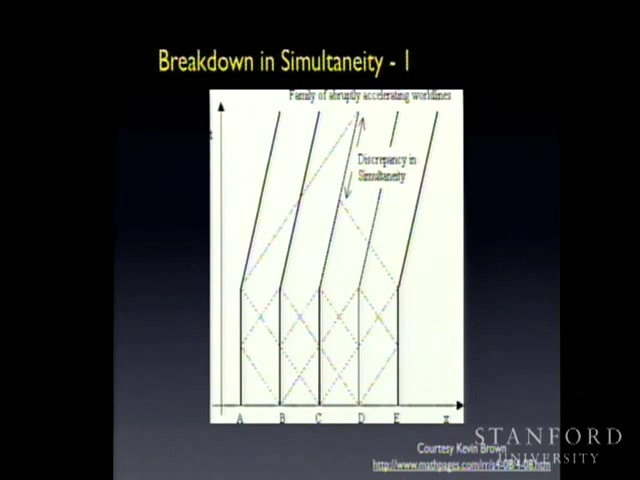 Breakdown in Simultaneity - 1
Family of abruptly accelerating worldlines
Discrepancy in
Simultaneity
A B C D E x
Courtesy Kevin Brown
STANFORD
UNIVERSITY